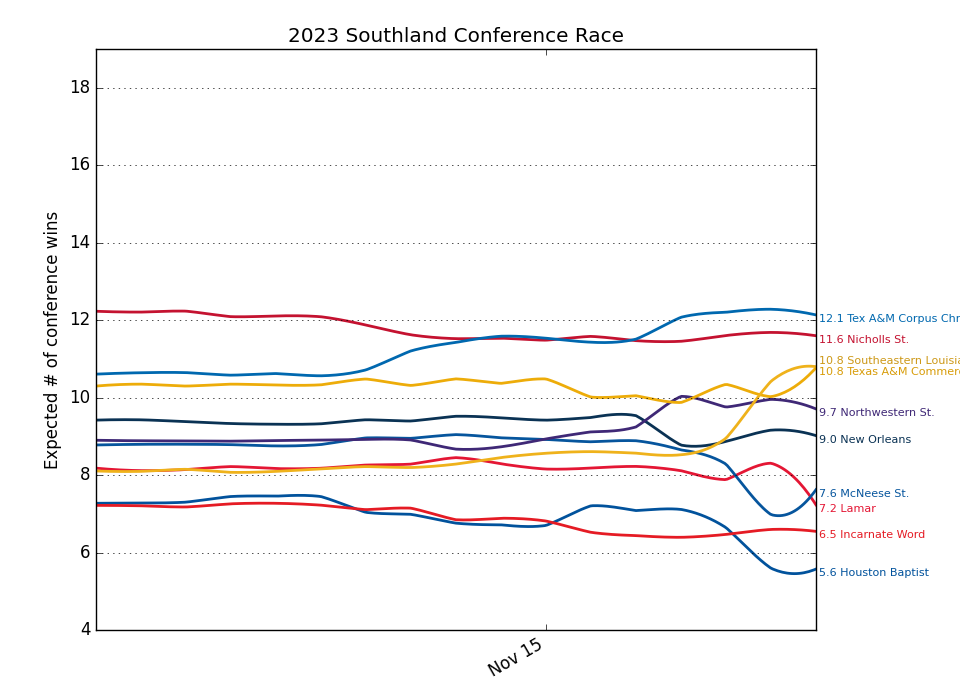 2023 Southland Conference Race
Expected # of conference wins
18
16
14
12
10
8
6
4
Nov 15
12.1 Tex A&M Corpus Chr
11.6 Nicholls St.
10.8 Southeastern Louisia
10.8 Texas A&M Commer
9.7 Northwestern St.
9.0 New Orleans
7.6 McNeese St.
7.2 Lamar
6.5 Incarnate Word
5.6 Houston Baptist